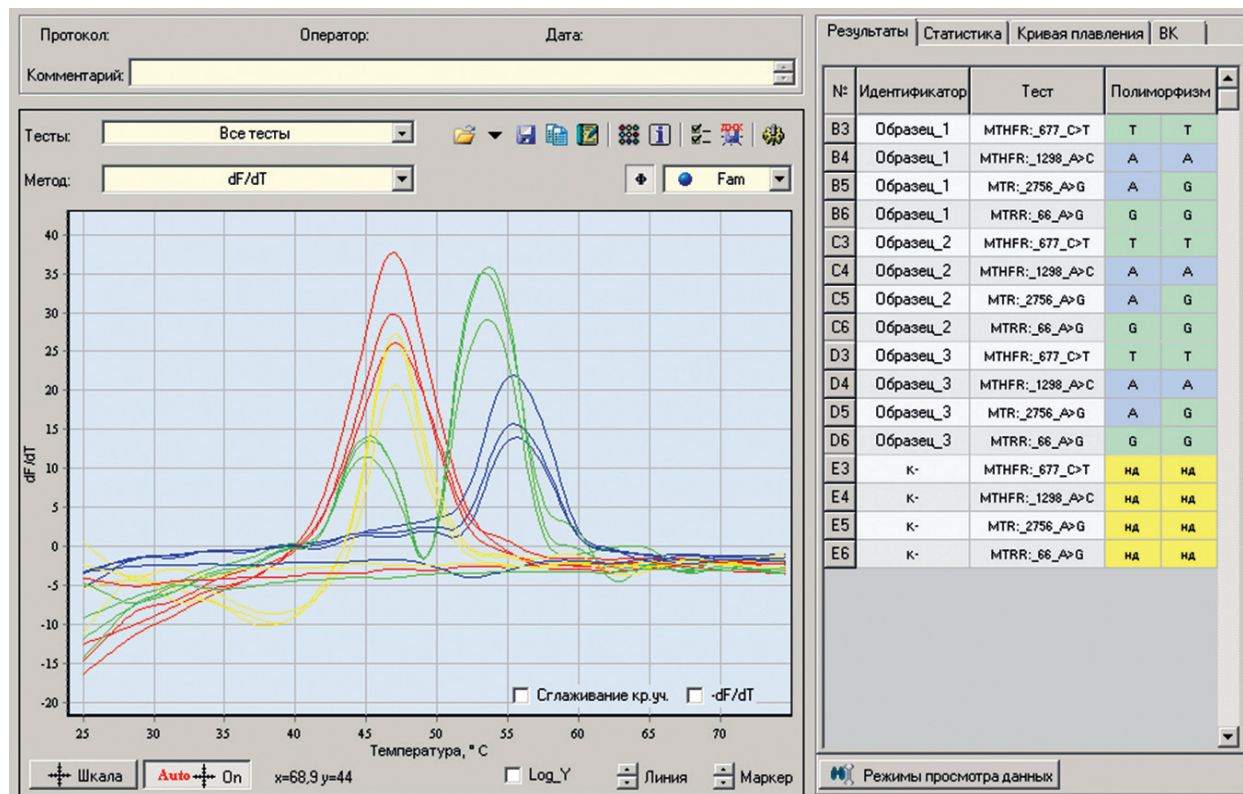 Протокол: Оператор: Дата:
Комментарий:
Тесты: Все тесты
Метод: dF/dT
Ф Fam
40
35
30
25
20
15
10
5
0
-5
-10
-15
-20
dF/dT
Сглаживание кр.уч. -dF/dT
25 30 35 40 45 50 55 60 65 70
Температура, ° C
Шкала Auto On x=68,9 y=44 Log_Y Линия Маркер
Результаты Статистика Кривая плавления ВК
№ Идентификатор Тест Полиморфизм
B3 Образец_1 MTHFR:_677_C>T T T
B4 Образец_1 MTHFR:_1298_A>C A A
B5 Образец_1 MTR:_2756_A>G A G
B6 Образец_1 MTRR:_66_A>G G G
C3 Образец_2 MTHFR:_677_C>T T T
C4 Образец_2 MTHFR:_1298_A>C A A
C5 Образец_2 MTR:_2756_A>G A G
C6 Образец_2 MTRR:_66_A>G G G
D3 Образец_3 MTHFR:_677_C>T T T
D4 Образец_3 MTHFR:_1298_A>C A A
D5 Образец_3 MTR:_2756_A>G A G
D6 Образец_3 MTRR:_66_A>G G G
E3 К- MTHFR:_677_C>T нд нд
E4 К- MTHFR:_1298_A>C нд нд
E5 К- MTR:_2756_A>G нд нд
E6 К- MTRR:_66_A>G нд нд
Режимы просмотра данных